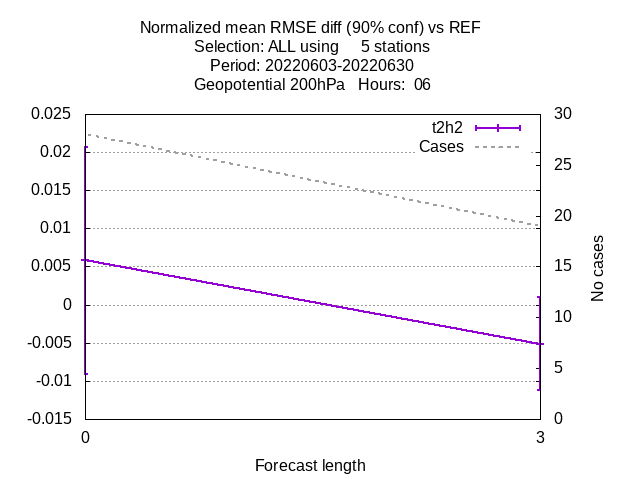 Normalized mean RMSE diff (90% conf) vs REF
Selection: ALL using     5 stations
Period: 20220603-20220630
Geopotential 200hPa   Hours:  06
0.025
0.02
0.015
0.01
0.005
0
-0.005
-0.01
-0.015
30
25
20
15
10
5
0
t2h2
Cases
No cases
0
3
Forecast length